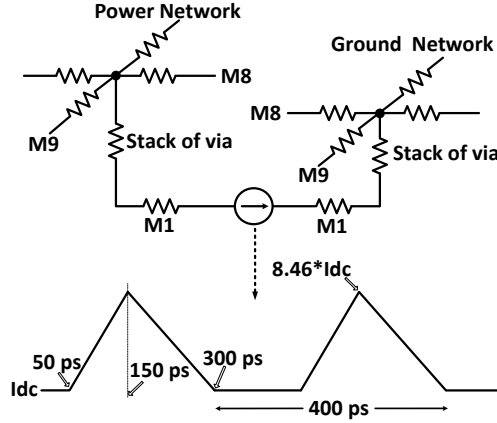 Power Network
Ground Network
M8
M8
M9
Stack of via
M9
Stack of via
M1
M1
8.46*Idc
50 ps
150 ps
300 ps
Idc
400 ps